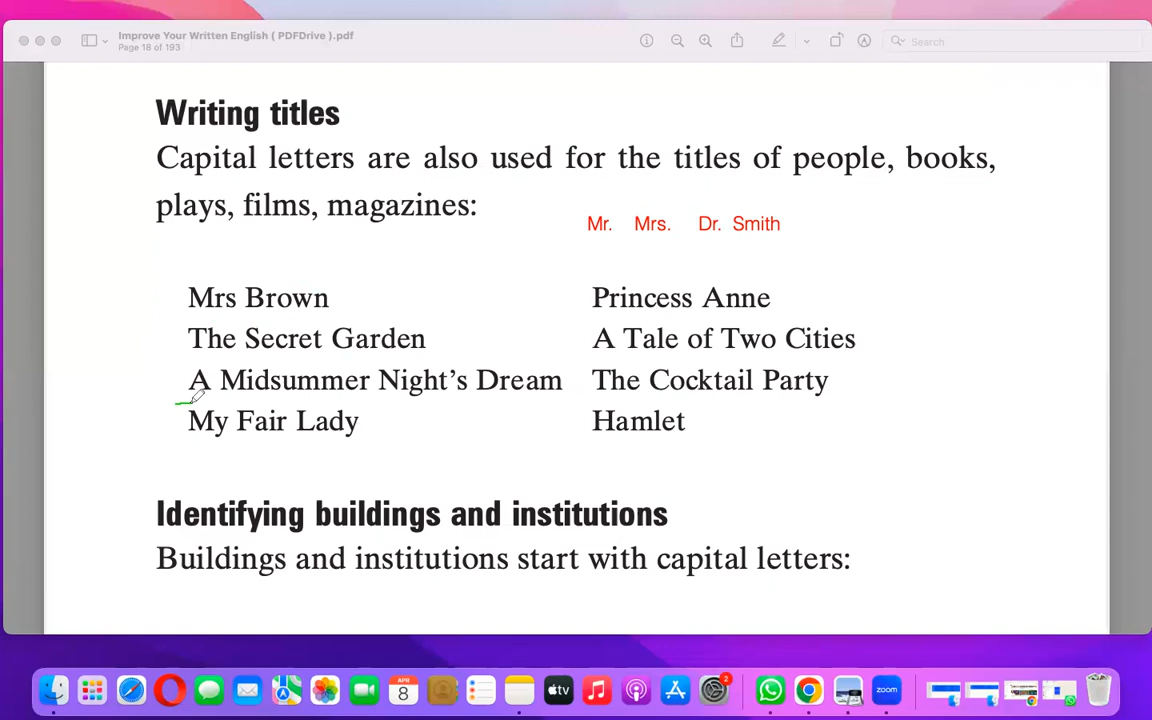 Improve Your Written English ( PDFDrive ).pdf
Page 18 of 193
Search
Writing titles
Capital letters are also used for the titles of people, books,
plays, films, magazines:
Mr. Mrs. Dr. Smith
Mrs Brown Princess Anne
The Secret Garden A Tale of Two Cities
A Midsummer Night’s Dream The Cocktail Party
My Fair Lady Hamlet
Identifying buildings and institutions
Buildings and institutions start with capital letters:
APR
8
tv
2
zoom